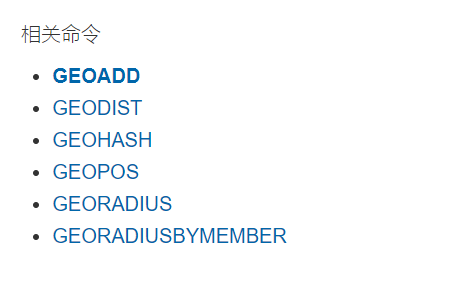 相关命令
GEOADD
GEODIST
GEOHASH
GEOPOS
GEORADIUS
GEORADIUSBYMEMBER